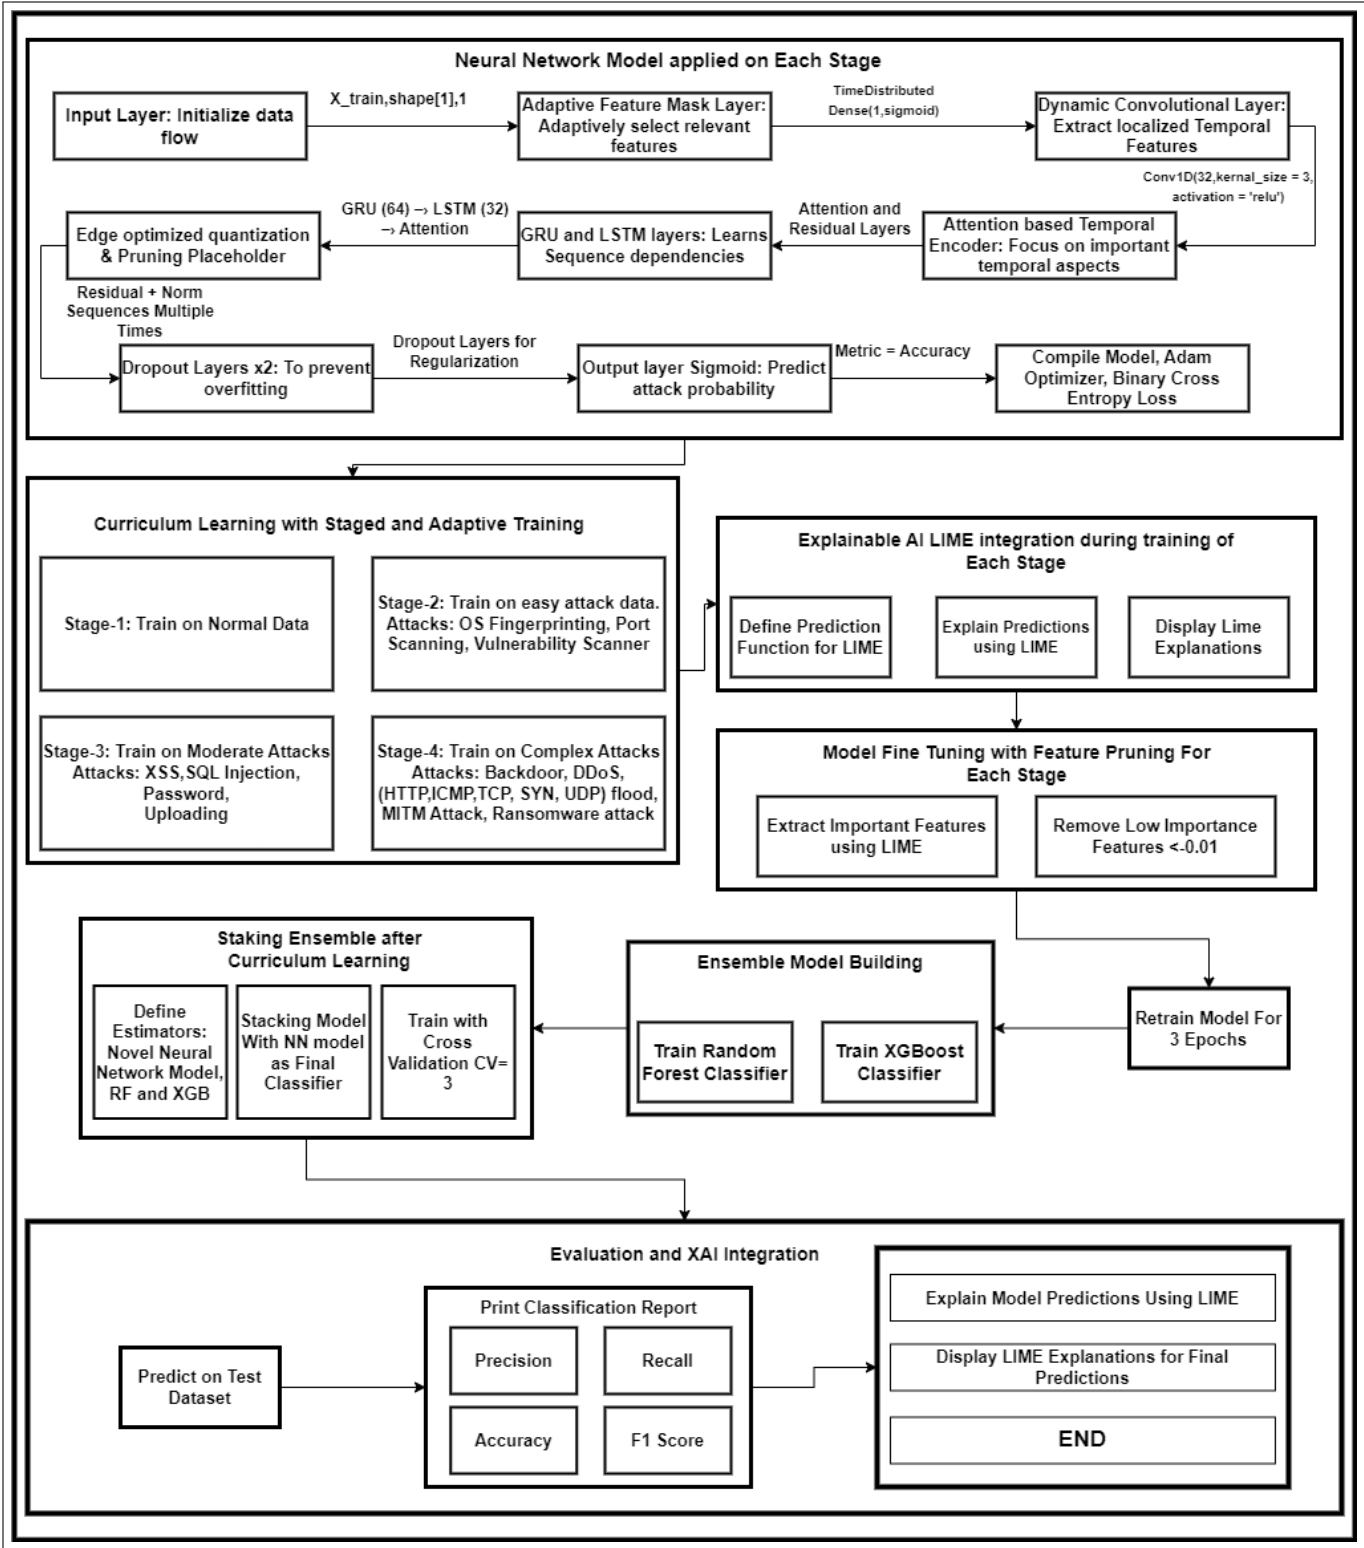 Neural Network Model applied on Each Stage
Input Layer: Initialize data
flow
X_train,shape[1],1
Adaptive Feature Mask Layer:
Adaptively select relevant
features
TimeDistributed
Dense(1,sigmoid)
Dynamic Convolutional Layer:
Extract localized Temporal
Features
Conv1D(32,kernal_size = 3,
activation = 'relu')
Attention based Temporal
Encoder: Focus on important
temporal aspects
Attention and
Residual Layers
GRU and LSTM layers: Learns
Sequence dependencies
GRU (64) –› LSTM (32)
–› Attention
Edge optimized quantization
& Pruning Placeholder
Residual + Norm
Sequences Multiple
Times
Dropout Layers x2: To prevent
overfitting
Dropout Layers for
Regularization
Output layer Sigmoid: Predict
attack probability
Metric = Accuracy
Compile Model, Adam
Optimizer, Binary Cross
Entropy Loss
Curriculum Learning with Staged and Adaptive Training
Stage-1: Train on Normal Data
Stage-2: Train on easy attack data.
Attacks: OS Fingerprinting, Port
Scanning, Vulnerability Scanner
Stage-3: Train on Moderate Attacks
Attacks: XSS,SQL Injection,
Password,
Uploading
Stage-4: Train on Complex Attacks
Attacks: Backdoor, DDoS,
(HTTP,ICMP,TCP, SYN, UDP) flood,
MITM Attack, Ransomware attack
Explainable AI LIME integration during training of
Each Stage
Define Prediction
Function for LIME
Explain Predictions
using LIME
Display Lime
Explanations
Model Fine Tuning with Feature Pruning For
Each Stage
Extract Important Features
using LIME
Remove Low Importance
Features <-0.01
Retrain Model For
3 Epochs
Ensemble Model Building
Train Random
Forest Classifier
Train XGBoost
Classifier
Staking Ensemble after
Curriculum Learning
Define
Estimators:
Novel Neural
Network Model,
RF and XGB
Stacking Model
With NN model
as Final
Classifier
Train with
Cross
Validation CV=
3
Evaluation and XAI Integration
Predict on Test
Dataset
Print Classification Report
Precision
Recall
Accuracy
F1 Score
Explain Model Predictions Using LIME
Display LIME Explanations for Final
Predictions
END